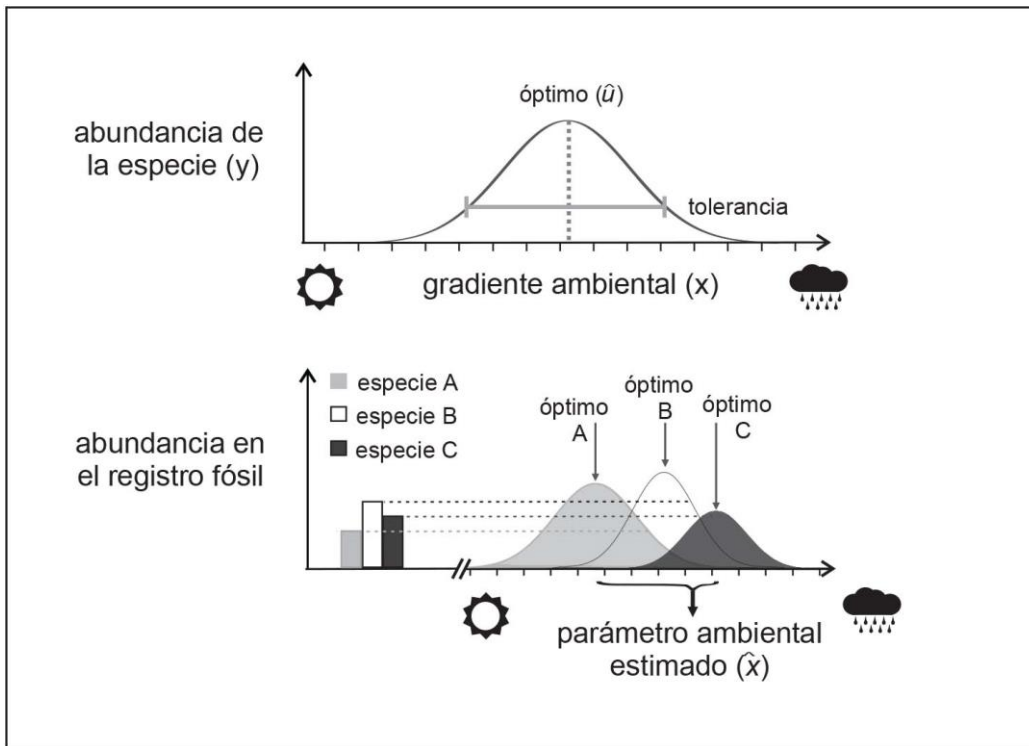 óptimo (û)
abundancia de
la especie (y)
tolerancia
gradiente ambiental (x)
especie A
especie B
especie C
óptimo
A
óptimo
B
óptimo
C
abundancia en
el registro fósil
parámetro ambiental
estimado (x̂)